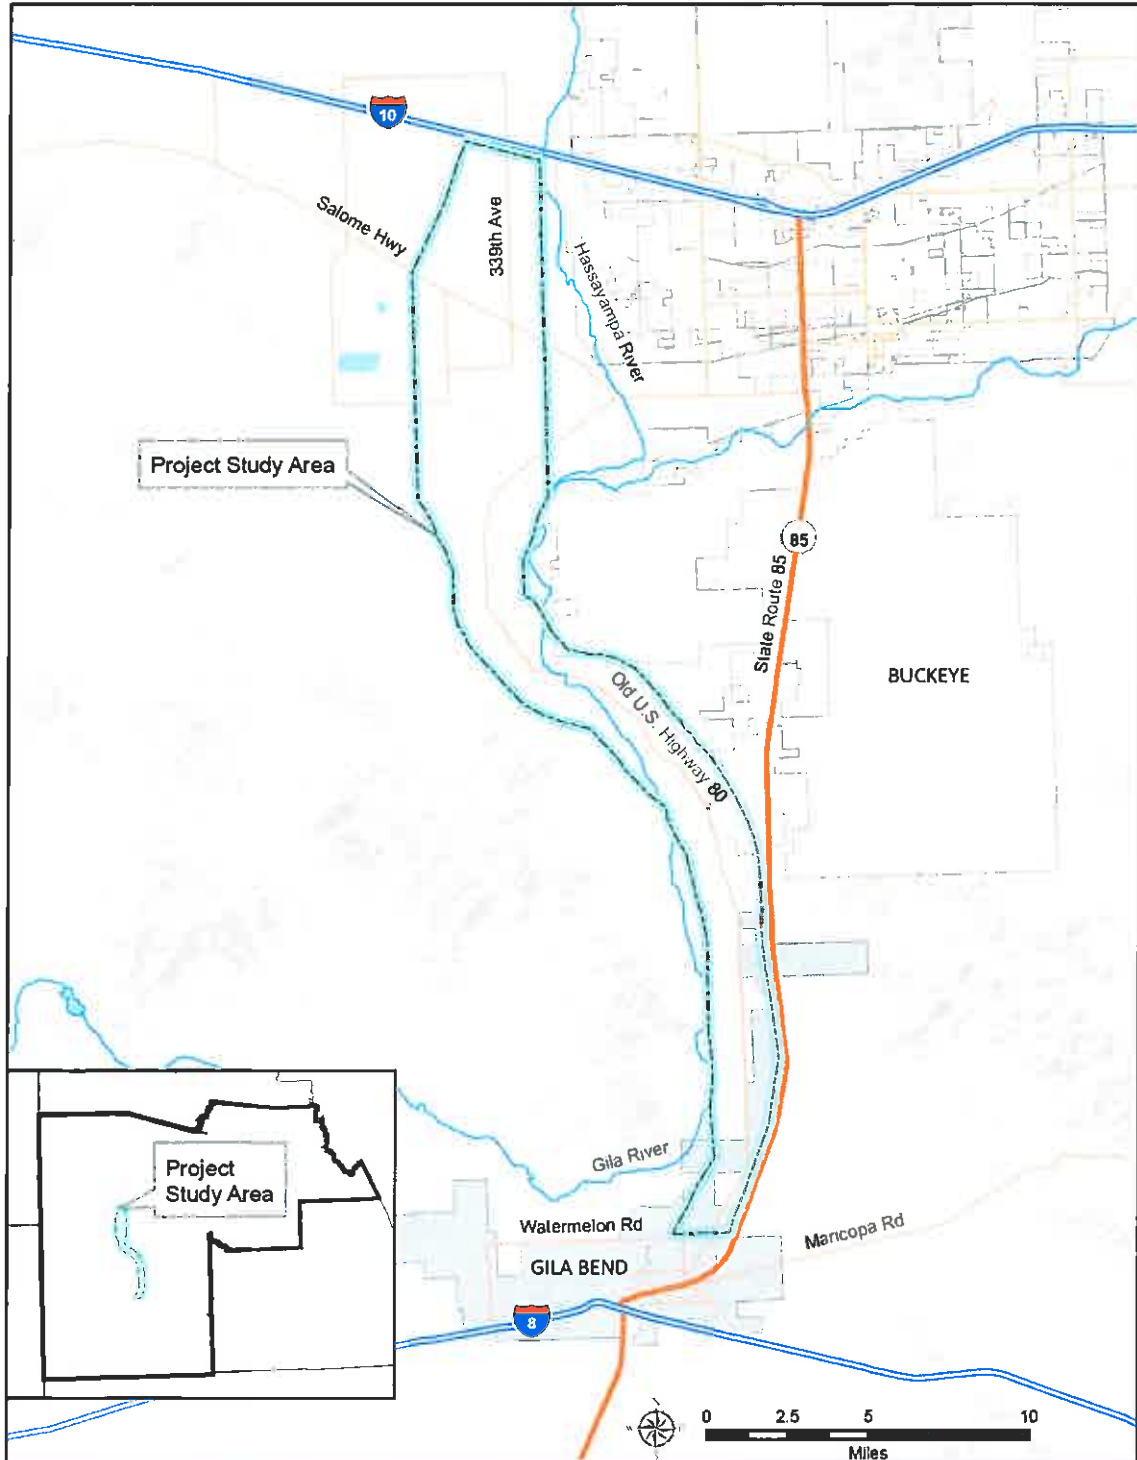 10
Salome Hwy
339th Ave
Hassayampa River
Project Study Area
85
State Route 85
BUCKEYE
Old U.S. Highway 80
Project
Study Area
Gila River
Watermelon Rd
Maricopa Rd
GILA BEND
8
N
W
0 2.5 5 10
Miles